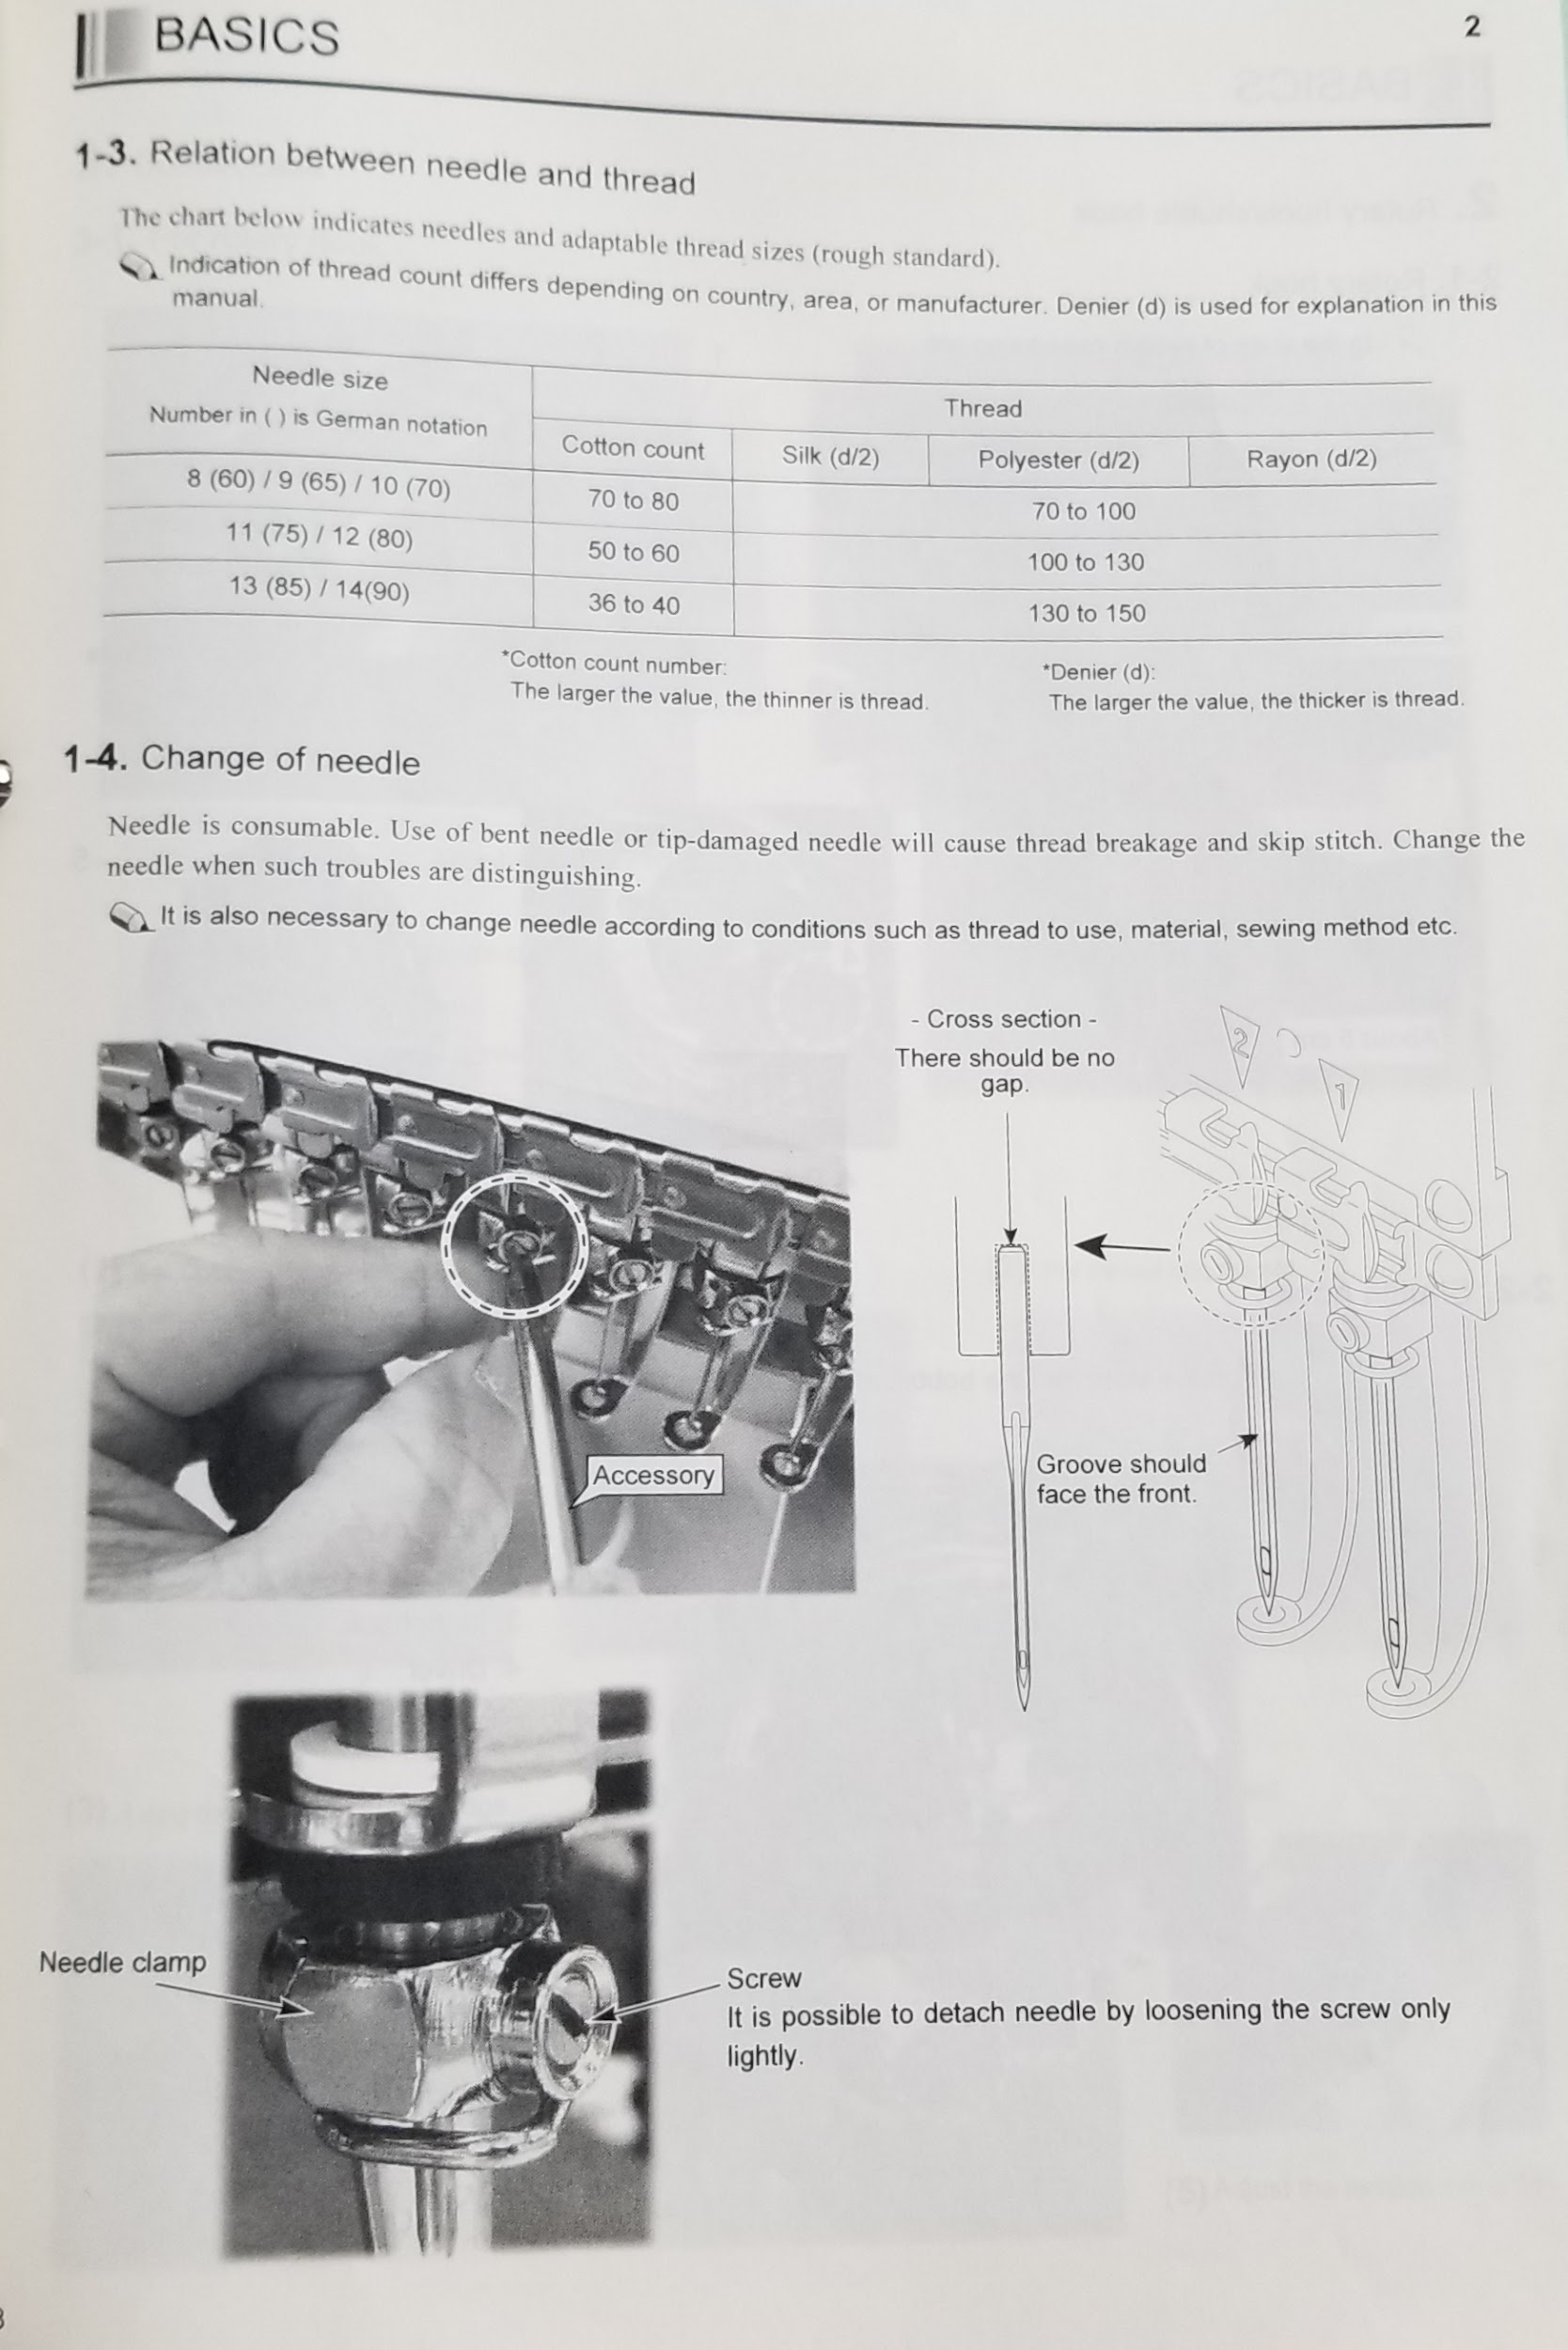 BASICS
2
1-3. Relation between needle and thread
The chart below indicates needles and adaptable thread sizes (rough standard).
Indication of thread count differs depending on country, area, or manufacturer. Denier (d) is used for explanation in this
manual.
Needle size
Number in ( ) is German notation
Thread
Cotton count
Silk (d/2)
Polyester (d/2)
Rayon (d/2)
8 (60) / 9 (65) / 10 (70)
70 to 80
70 to 100
11 (75) / 12 (80)
50 to 60
100 to 130
13 (85) / 14(90)
36 to 40
130 to 150
*Cotton count number:
The larger the value, the thinner is thread.
*Denier (d):
The larger the value, the thicker is thread.
1-4. Change of needle
Needle is consumable. Use of bent needle or tip-damaged needle will cause thread breakage and skip stitch. Change the
needle when such troubles are distinguishing.
It is also necessary to change needle according to conditions such as thread to use, material, sewing method etc.
- Cross section -
There should be no
gap.
2
1
Accessory
Groove should
face the front.
Needle clamp
Screw
It is possible to detach needle by loosening the screw only
lightly.